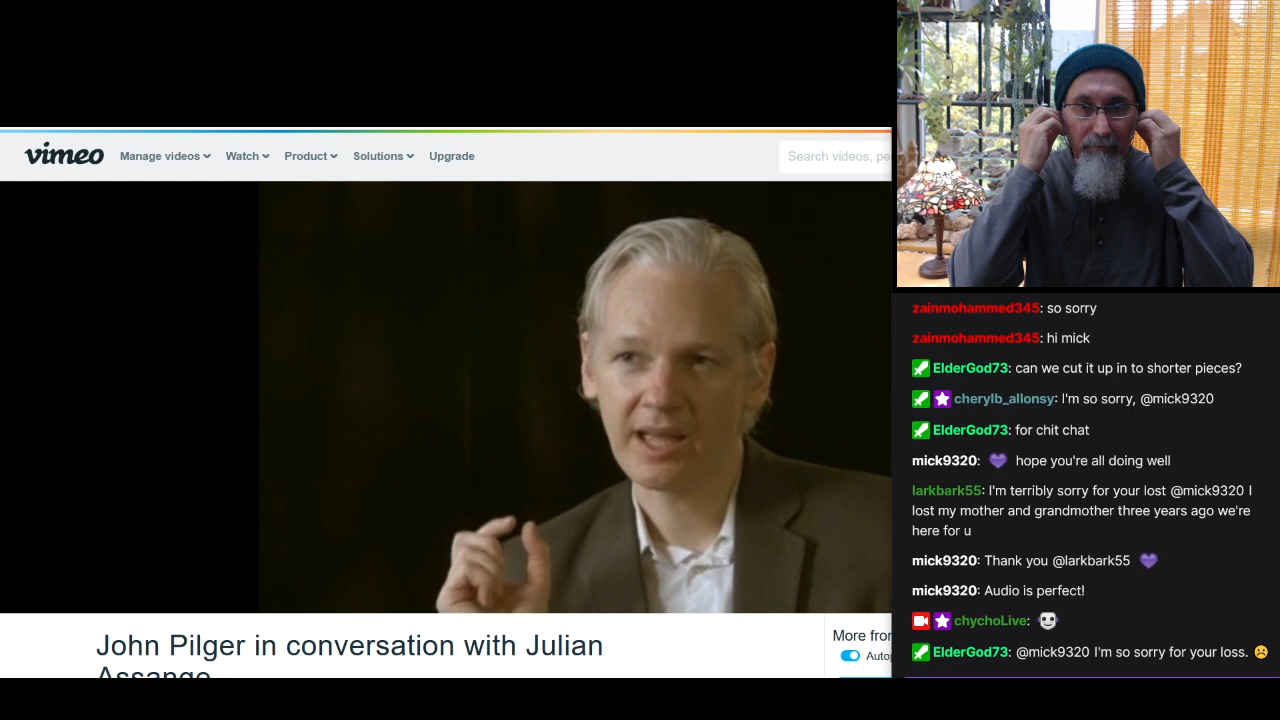 vimeo Manage videos Watch Product Solutions Upgrade Search videos, pe
John Pilger in conversation with Julian
Assange
More from
Autop
zainmohammed345: so sorry
zainmohammed345: hi mick
ElderGod73: can we cut it up in to shorter pieces?
cherylb_allonsy: I'm so sorry, @mick9320
ElderGod73: for chit chat
mick9320: 💜 hope you're all doing well
larkbark55: I'm terribly sorry for your lost @mick9320 I
lost my mother and grandmother three years ago we're
here for u
mick9320: Thank you @larkbark55 💜
mick9320: Audio is perfect!
chychoLive:
ElderGod73: @mick9320 I'm so sorry for your loss. ☹️